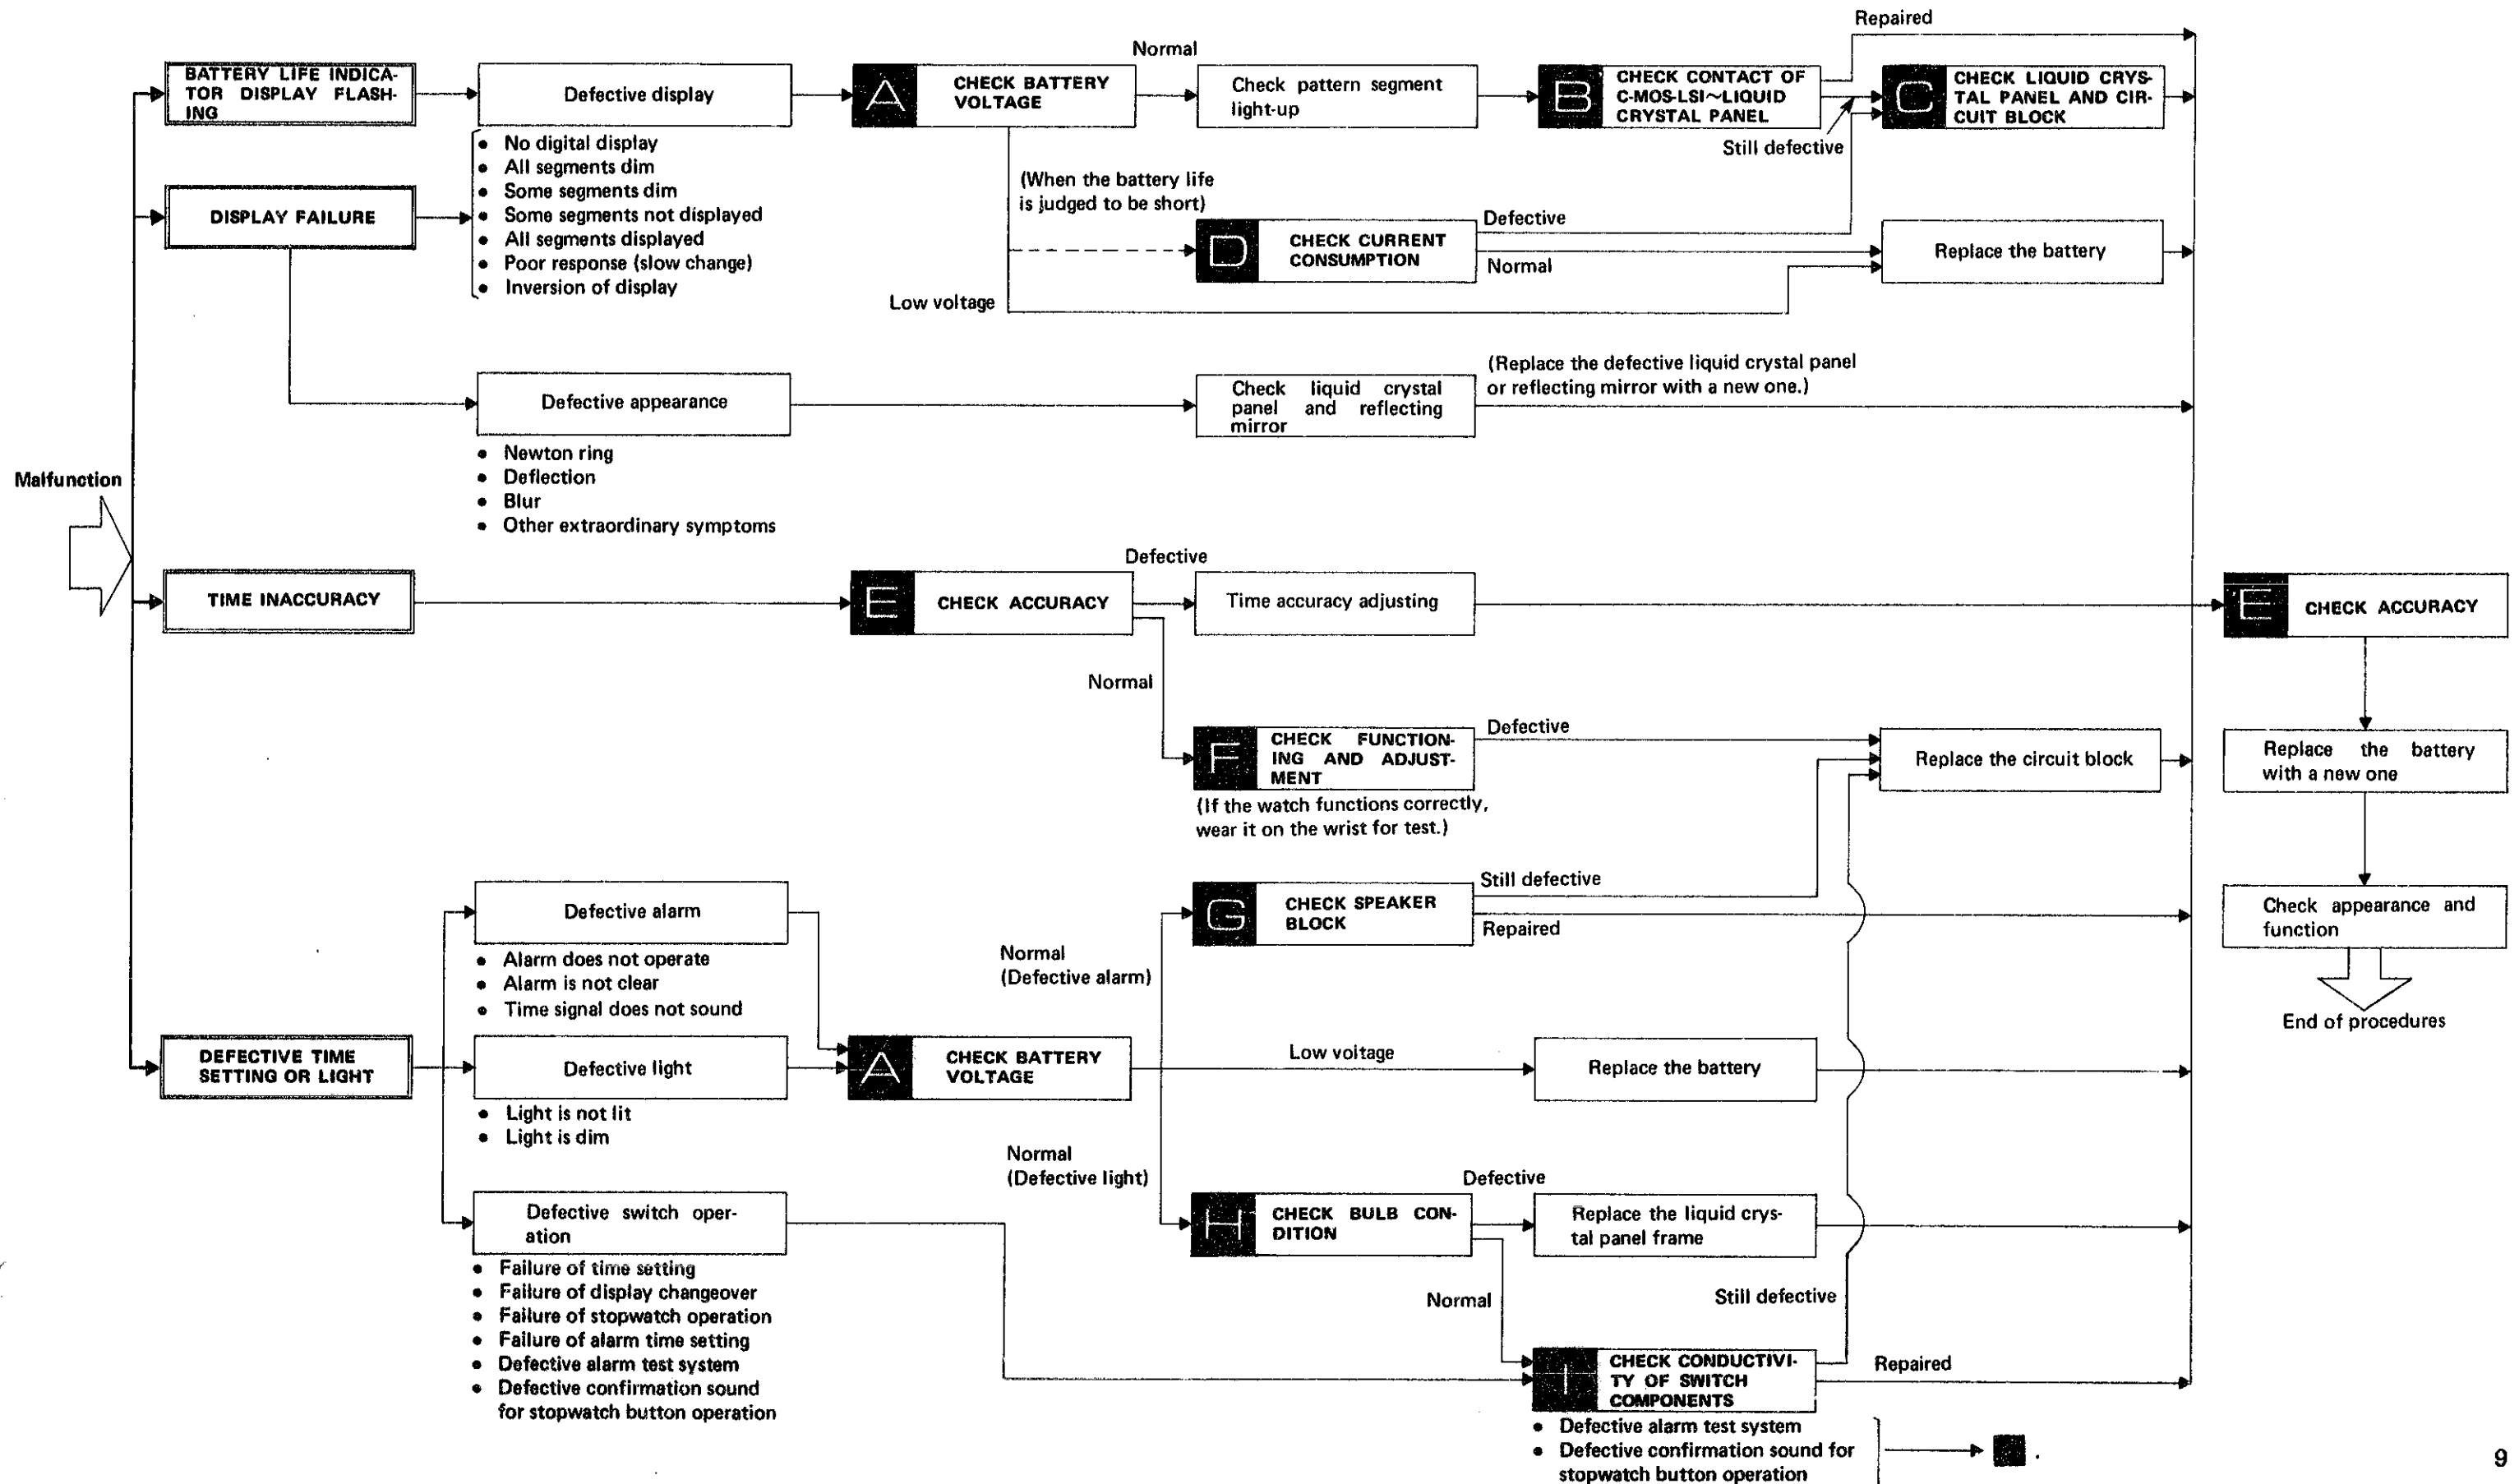 Repaired
BATTERY LIFE INDICA-
TOR DISPLAY FLASH-
ING
Defective display
A
CHECK BATTERY
VOLTAGE
Normal
Check pattern segment
light-up
B
CHECK CONTACT OF
C-MOS-LSI~LIQUID
CRYSTAL PANEL
C
CHECK LIQUID CRYS-
TAL PANEL AND CIR-
CUIT BLOCK
Still defective
• No digital display
• All segments dim
• Some segments dim
• Some segments not displayed
• All segments displayed
• Poor response (slow change)
• Inversion of display
DISPLAY FAILURE
(When the battery life
is judged to be short)
D
CHECK CURRENT
CONSUMPTION
Defective
Normal
Replace the battery
Low voltage
Defective appearance
Check liquid crystal
panel and reflecting
mirror
(Replace the defective liquid crystal panel
or reflecting mirror with a new one.)
• Newton ring
• Deflection
• Blur
• Other extraordinary symptoms
Malfunction
TIME INACCURACY
E
CHECK ACCURACY
Defective
Time accuracy adjusting
E
CHECK ACCURACY
Normal
F
CHECK FUNCTION-
ING AND ADJUST-
MENT
Defective
Replace the circuit block
(If the watch functions correctly,
wear it on the wrist for test.)
Replace the battery
with a new one
Defective alarm
• Alarm does not operate
• Alarm is not clear
• Time signal does not sound
Normal
(Defective alarm)
G
CHECK SPEAKER
BLOCK
Still defective
Repaired
Check appearance and
function
End of procedures
DEFECTIVE TIME
SETTING OR LIGHT
Defective light
• Light is not lit
• Light is dim
A
CHECK BATTERY
VOLTAGE
Low voltage
Replace the battery
Normal
(Defective light)
H
CHECK BULB CON-
DITION
Defective
Replace the liquid crys-
tal panel frame
Normal
Still defective
Defective switch oper-
ation
• Failure of time setting
• Failure of display changeover
• Failure of stopwatch operation
• Failure of alarm time setting
• Defective alarm test system
• Defective confirmation sound
for stopwatch button operation
I
CHECK CONDUCTIVI-
TY OF SWITCH
COMPONENTS
Repaired
• Defective alarm test system
• Defective confirmation sound for
stopwatch button operation
9